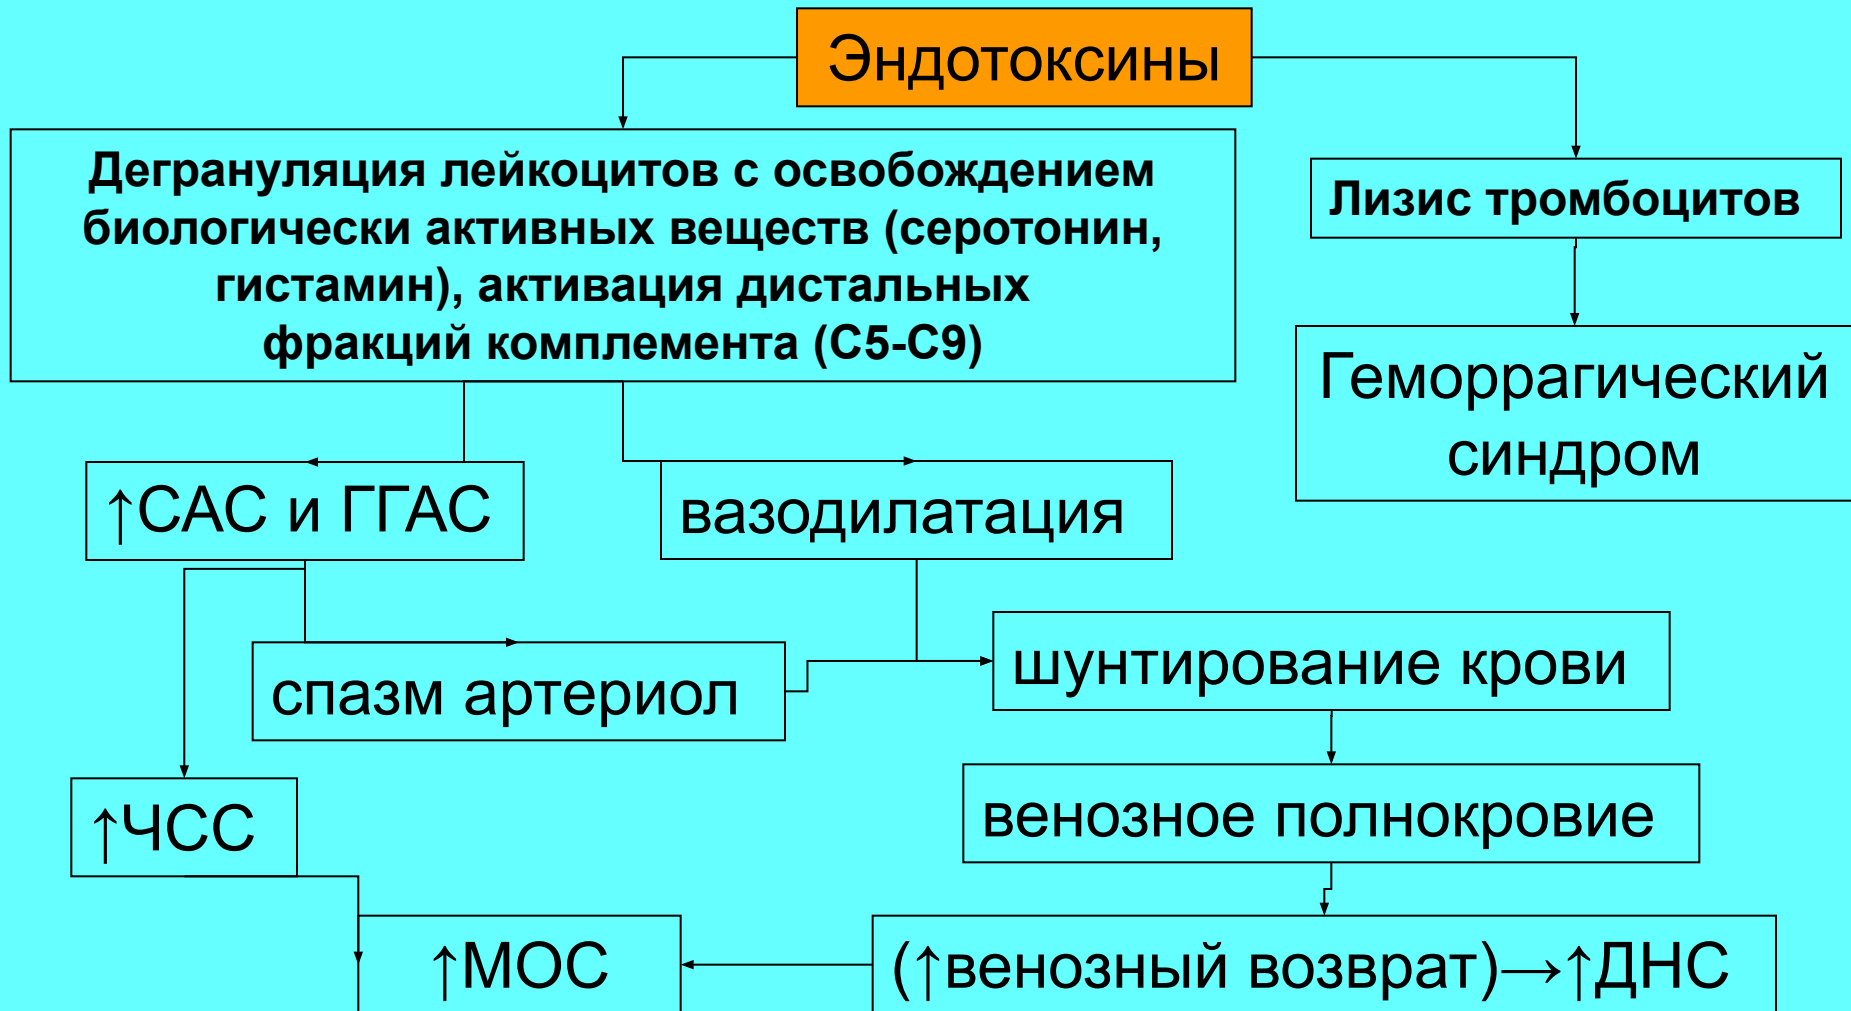 Эндотоксины
Дегрануляция лейкоцитов с освобождением
биологически активных веществ (серотонин,
гистамин), активация дистальных
фракций комплемента (С5-С9)
Лизис тромбоцитов
Геморрагический
синдром
↑САС и ГГАС
вазодилатация
спазм артериол
шунтирование крови
↑ЧСС
венозное полнокровие
↑МОС
(↑венозный возврат)→↑ДНС